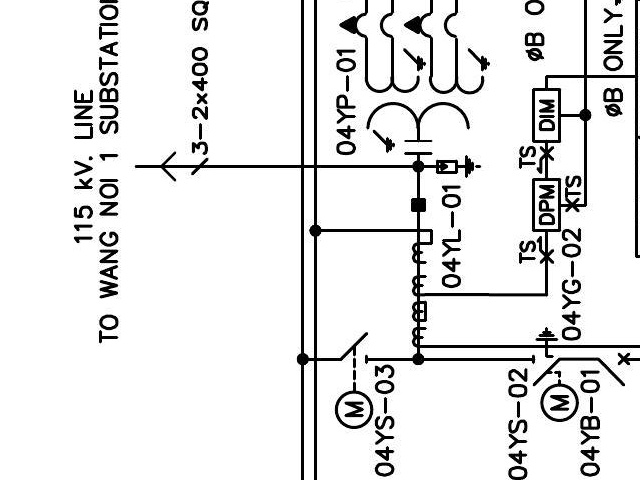 115 kV. LINE
TO WANG NOI 1 SUBSTATION
3-2x400 SQ
04YP-01
04YL-01
ØB O
ØB ONLY
DIM
TS
DPM
TS
TS
04YG-02
M
04YS-03
04YS-02
M
04YB-01